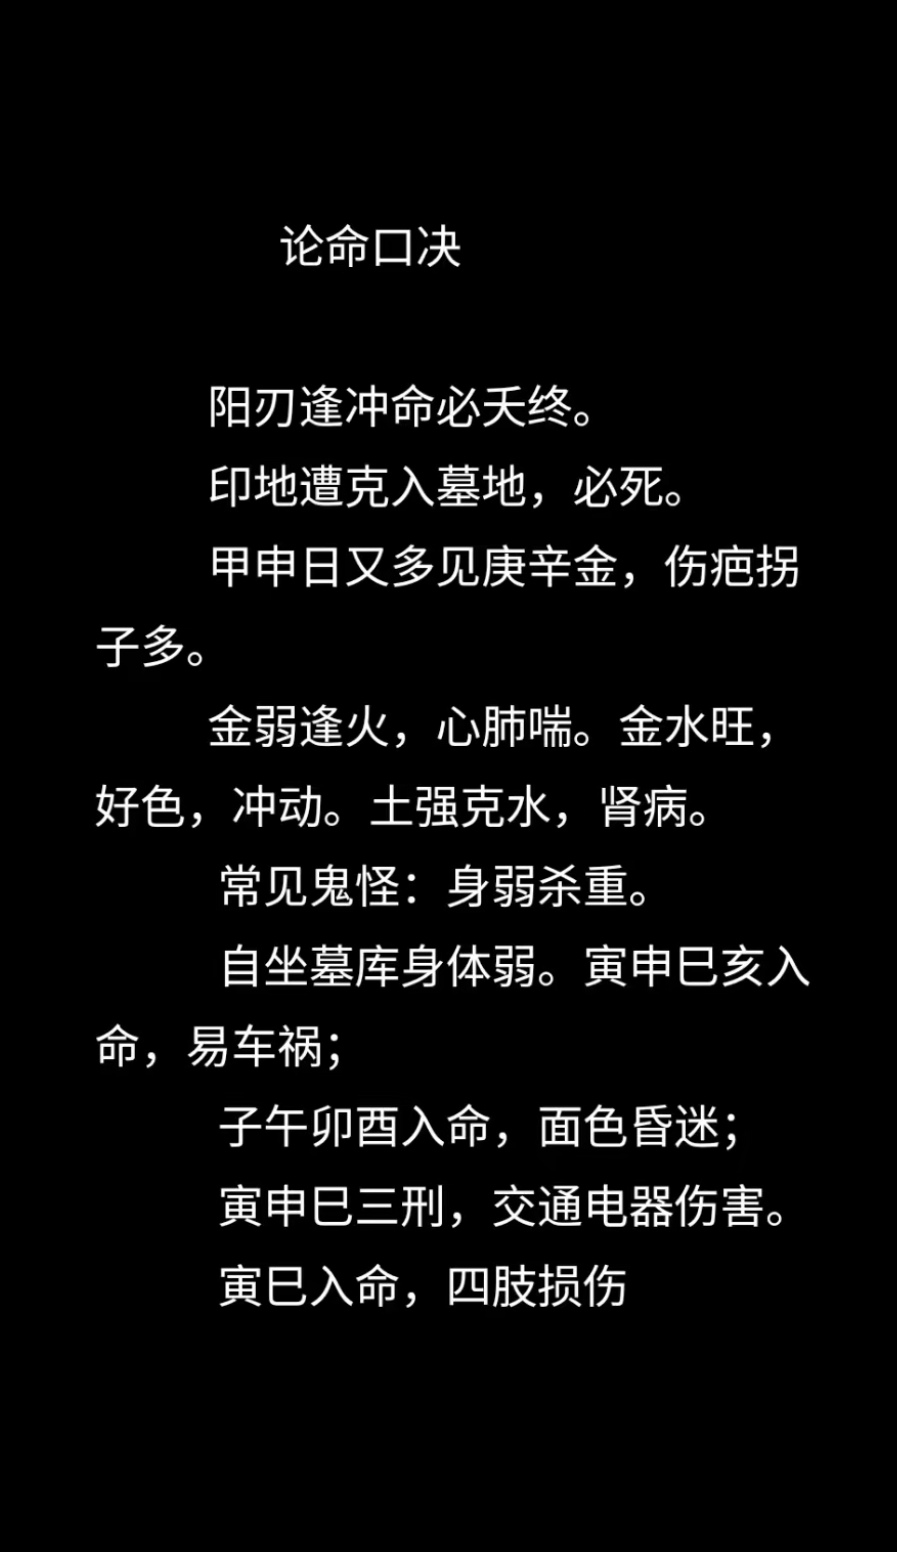 论命口决
阳刃逢冲命必夭终。
印地遭克入墓地，必死。
甲申日又多见庚辛金，伤疤拐
子多。
金弱逢火，心肺喘。金水旺，
好色，冲动。土强克水，肾病。
常见鬼怪：身弱杀重。
自坐墓库身体弱。寅申巳亥入
命，易车祸；
子午卯酉入命，面色昏迷；
寅申巳三刑，交通电器伤害。
寅巳入命，四肢损伤